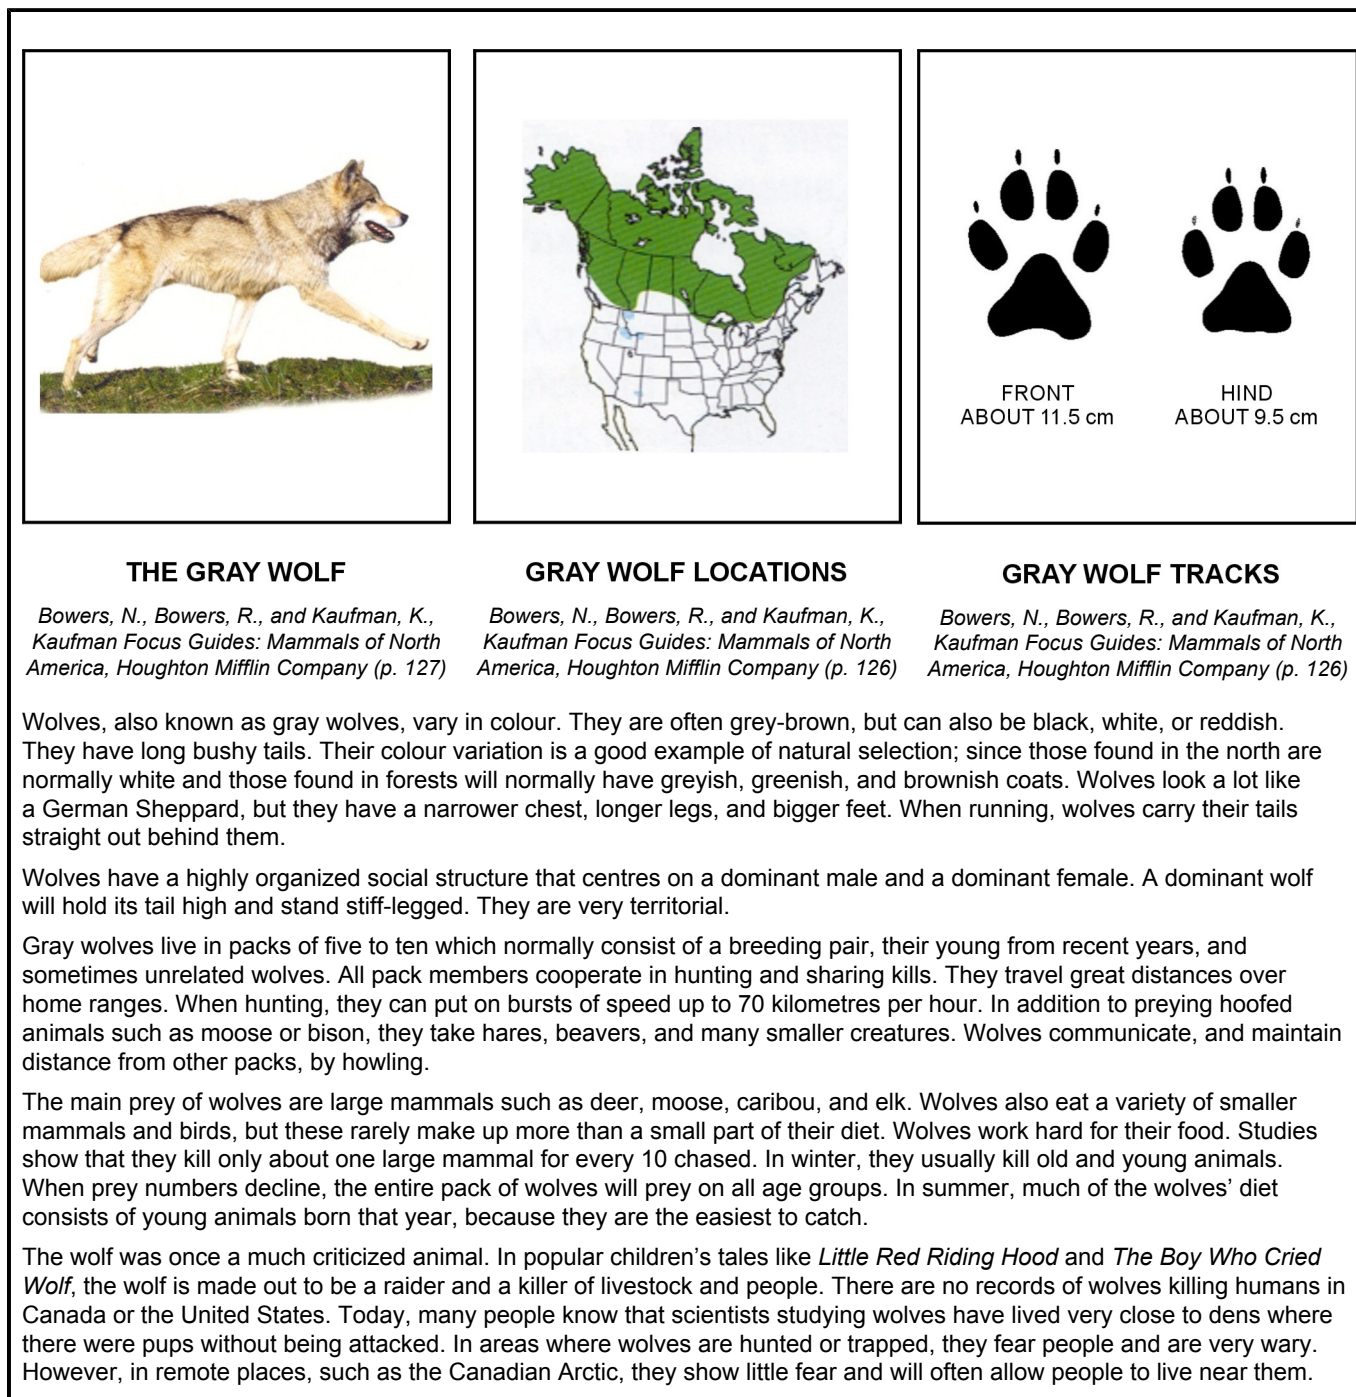 FRONT
ABOUT 11.5 cm
HIND
ABOUT 9.5 cm
THE GRAY WOLF
Bowers, N., Bowers, R., and Kaufman, K.,
Kaufman Focus Guides: Mammals of North
America, Houghton Mifflin Company (p. 127)
GRAY WOLF LOCATIONS
Bowers, N., Bowers, R., and Kaufman, K.,
Kaufman Focus Guides: Mammals of North
America, Houghton Mifflin Company (p. 126)
GRAY WOLF TRACKS
Bowers, N., Bowers, R., and Kaufman, K.,
Kaufman Focus Guides: Mammals of North
America, Houghton Mifflin Company (p. 126)
Wolves, also known as gray wolves, vary in colour. They are often grey-brown, but can also be black, white, or reddish.
They have long bushy tails. Their colour variation is a good example of natural selection; since those found in the north are
normally white and those found in forests will normally have greyish, greenish, and brownish coats. Wolves look a lot like
a German Sheppard, but they have a narrower chest, longer legs, and bigger feet. When running, wolves carry their tails
straight out behind them.
Wolves have a highly organized social structure that centres on a dominant male and a dominant female. A dominant wolf
will hold its tail high and stand stiff-legged. They are very territorial.
Gray wolves live in packs of five to ten which normally consist of a breeding pair, their young from recent years, and
sometimes unrelated wolves. All pack members cooperate in hunting and sharing kills. They travel great distances over
home ranges. When hunting, they can put on bursts of speed up to 70 kilometres per hour. In addition to preying hoofed
animals such as moose or bison, they take hares, beavers, and many smaller creatures. Wolves communicate, and maintain
distance from other packs, by howling.
The main prey of wolves are large mammals such as deer, moose, caribou, and elk. Wolves also eat a variety of smaller
mammals and birds, but these rarely make up more than a small part of their diet. Wolves work hard for their food. Studies
show that they kill only about one large mammal for every 10 chased. In winter, they usually kill old and young animals.
When prey numbers decline, the entire pack of wolves will prey on all age groups. In summer, much of the wolves' diet
consists of young animals born that year, because they are the easiest to catch.
The wolf was once a much criticized animal. In popular children's tales like Little Red Riding Hood and The Boy Who Cried
Wolf, the wolf is made out to be a raider and a killer of livestock and people. There are no records of wolves killing humans in
Canada or the United States. Today, many people know that scientists studying wolves have lived very close to dens where
there were pups without being attacked. In areas where wolves are hunted or trapped, they fear people and are very wary.
However, in remote places, such as the Canadian Arctic, they show little fear and will often allow people to live near them.